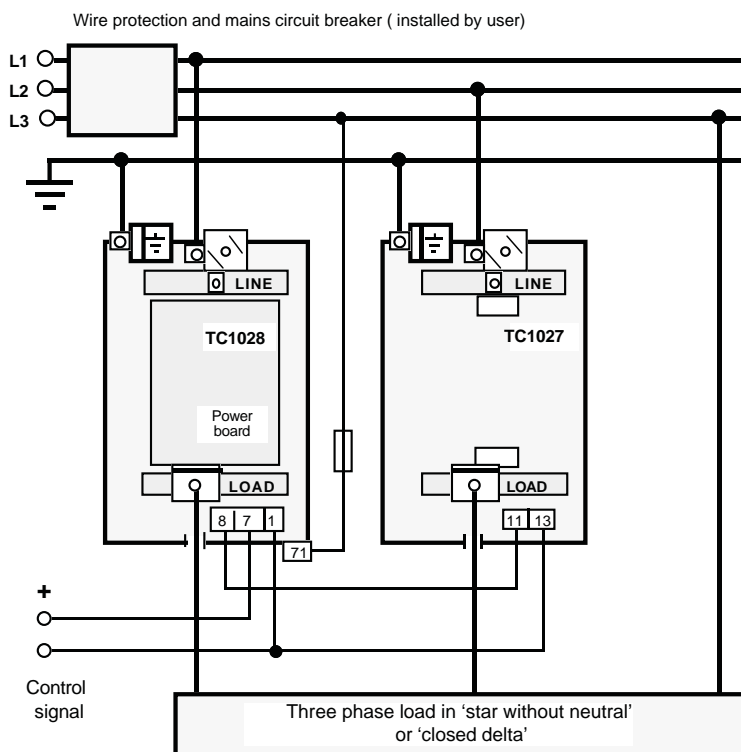 Wire protection and mains circuit breaker ( installed by user)
L1
L2
L3
LINE
LINE
TC1028
TC1027
Power
board
LOAD
LOAD
8 7 1
11 13
71
+
Control
signal
Three phase load in ‘star without neutral’
or ‘closed delta’